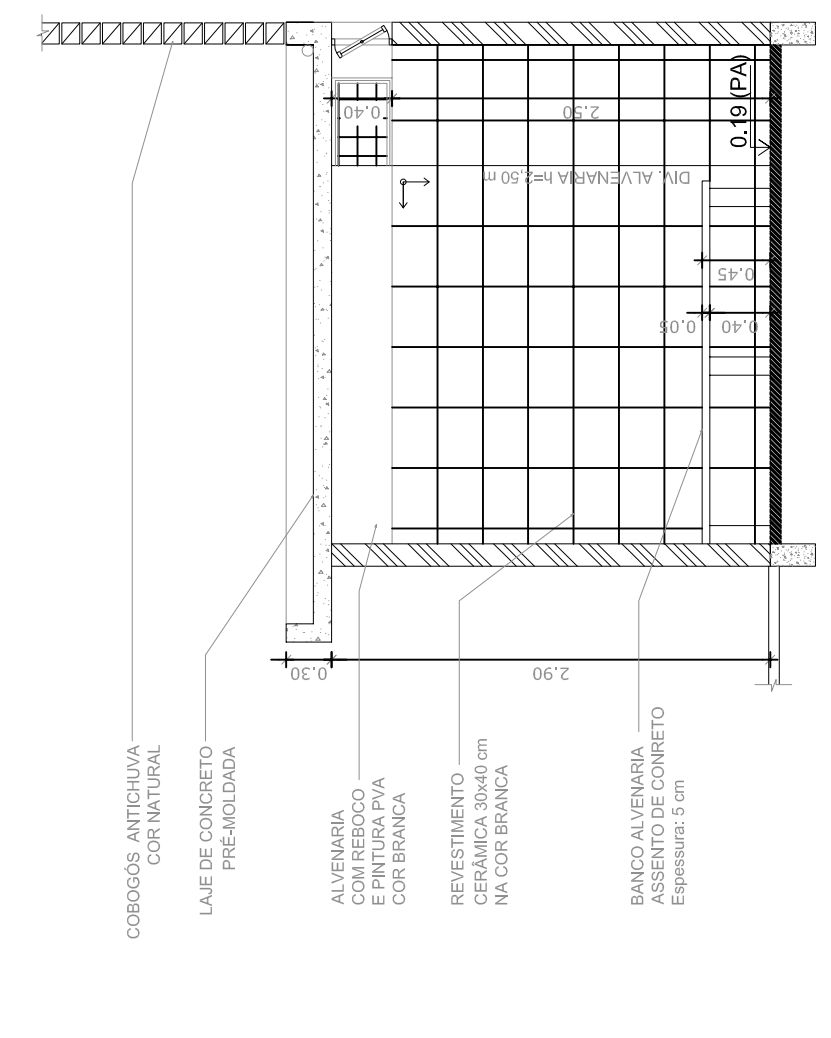 COBOGÓS ANTICHUVA
COR NATURAL
LAJE DE CONCRETO
PRÉ-MOLDADA
ALVENARIA
COM REBOCO
E PINTURA PVA
COR BRANCA
REVESTIMENTO
CERÂMICA 30x40 cm
NA COR BRANCA
BANCO ALVENARIA
ASSENTO DE CONRETO
Espessura: 5 cm
0.30
2.90
0.40
2.50
DIV. ALVENARIA h=2,50 m
0.05
0.40
0.45
0.19 (PA)